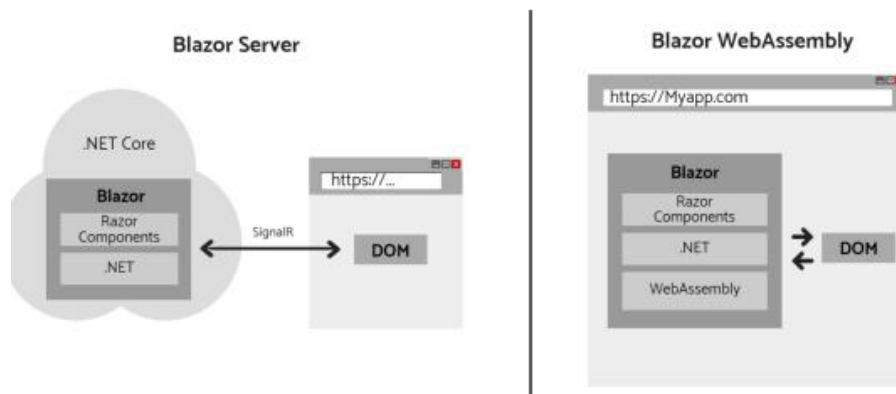 Blazor Server
.NET Core
Blazor
Razor
Components
.NET
SignalR
https://...
DOM
Blazor WebAssembly
https://Myapp.com
Blazor
Razor
Components
.NET
WebAssembly
DOM